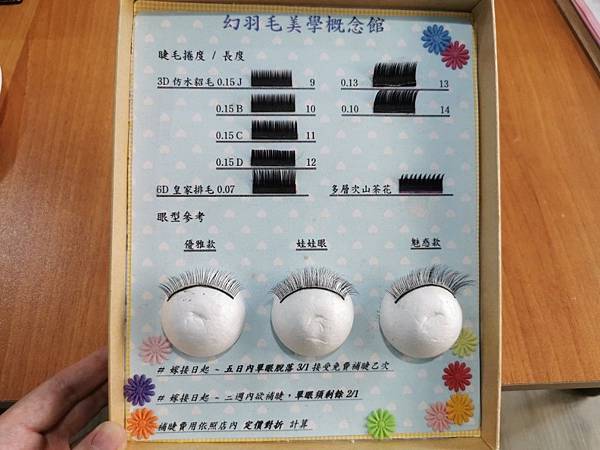 幻羽毛美學概念館
睫毛捲度 / 長度
3D 仿水貂毛 0.15 J 9 0.13 13
0.15 B 10 0.10 14
0.15 C 11
0.15 D 12
6D 皇家排毛 0.07 多層次山茶花
眼型參考
優雅款 娃娃眼 魅惑款
# 嫁接日起 ~ 五日內單眼脫落 3/1 接受免費補睫乙次
# 嫁接日起 ~ 二週內欲補睫，單眼須剩餘 2/1
補睫費用依照店內 定價對折 計算